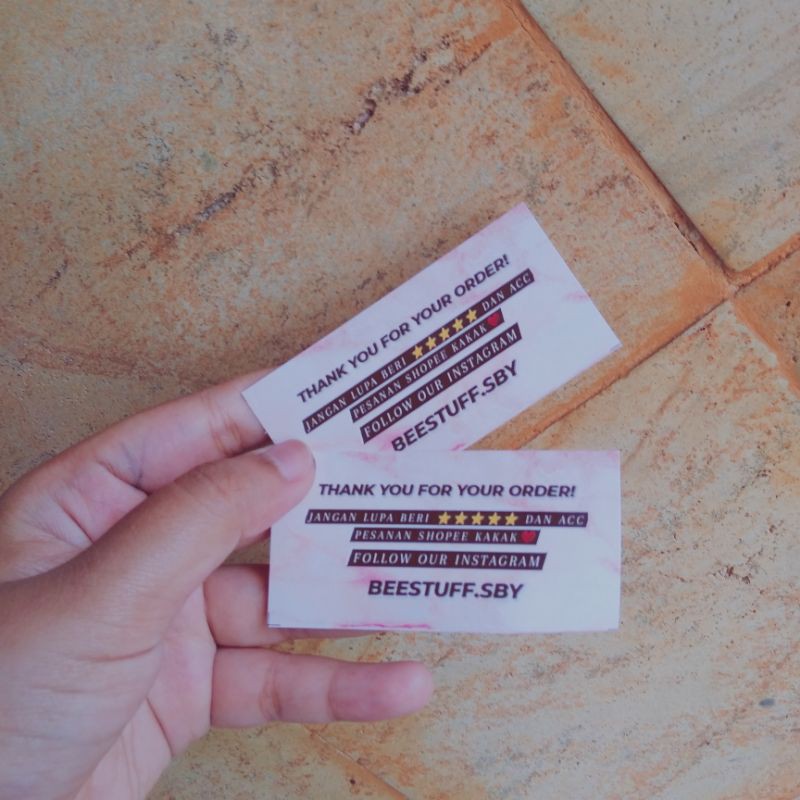 THANK YOU FOR YOUR ORDER!
JANGAN LUPA BERI ⭐⭐⭐⭐⭐ DAN ACC
PESANAN SHOPEE KAKAK ❤
FOLLOW OUR INSTAGRAM
BEESTUFF.SBY
THANK YOU FOR YOUR ORDER!
JANGAN LUPA BERI ⭐⭐⭐⭐⭐ DAN ACC
PESANAN SHOPEE KAKAK ❤
FOLLOW OUR INSTAGRAM
BEESTUFF.SBY